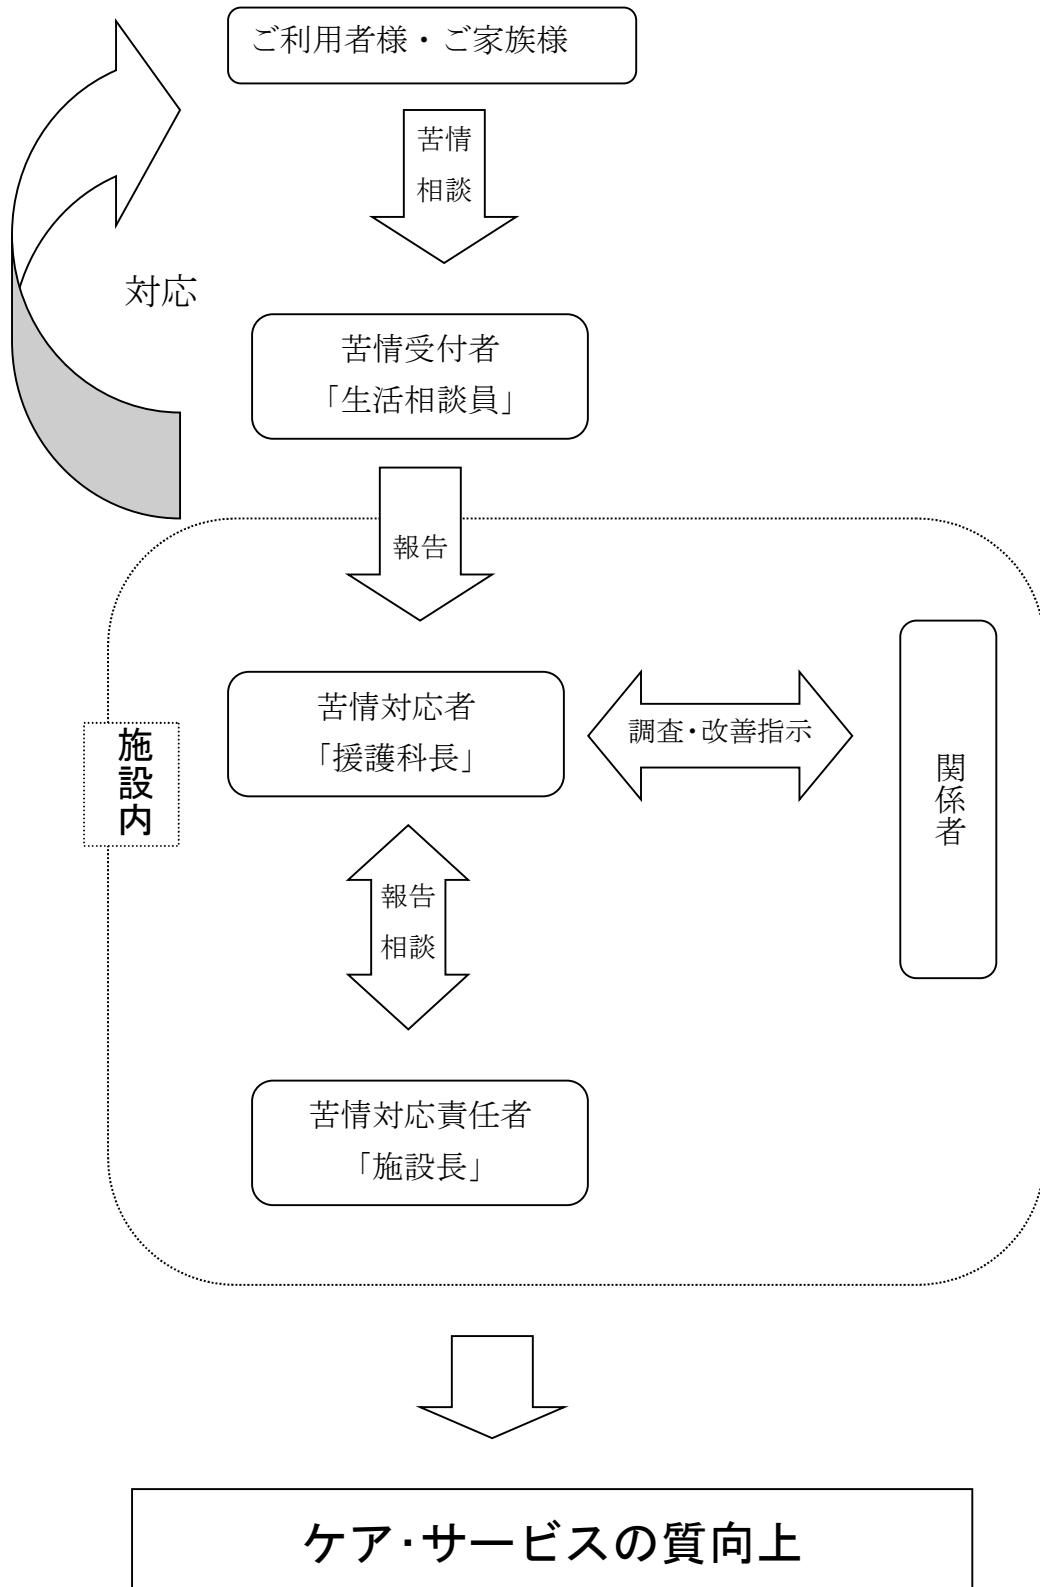 ご利用者様・ご家族様
苦情
相談
対応
苦情受付者
「生活相談員」
報告
苦情対応者
「援護科長」
調査・改善指示
関係者
施設内
報告
相談
苦情対応責任者
「施設長」
ケア・サービスの質向上